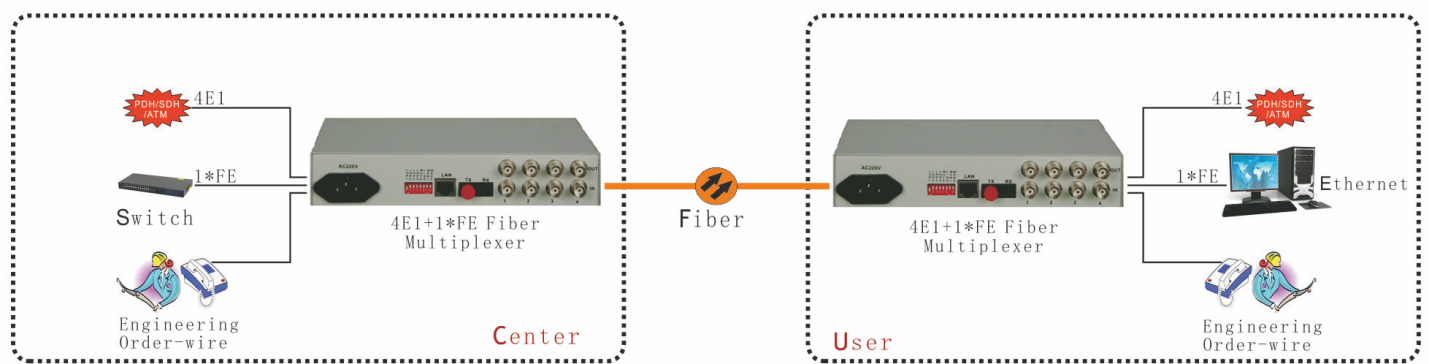 PDH/SDH
/ATM
4E1
1*FE
Switch
Engineering
Order-wire
AC220V
LAN
TX
RX
OUT
IN
1 2 3 4
4E1+1*FE Fiber
Multiplexer
Center
Fiber
AC220V
LAN
TX
RX
OUT
IN
1 2 3 4
4E1+1*FE Fiber
Multiplexer
User
4E1
PDH/SDH
/ATM
1*FE
Ethernet
Engineering
Order-wire